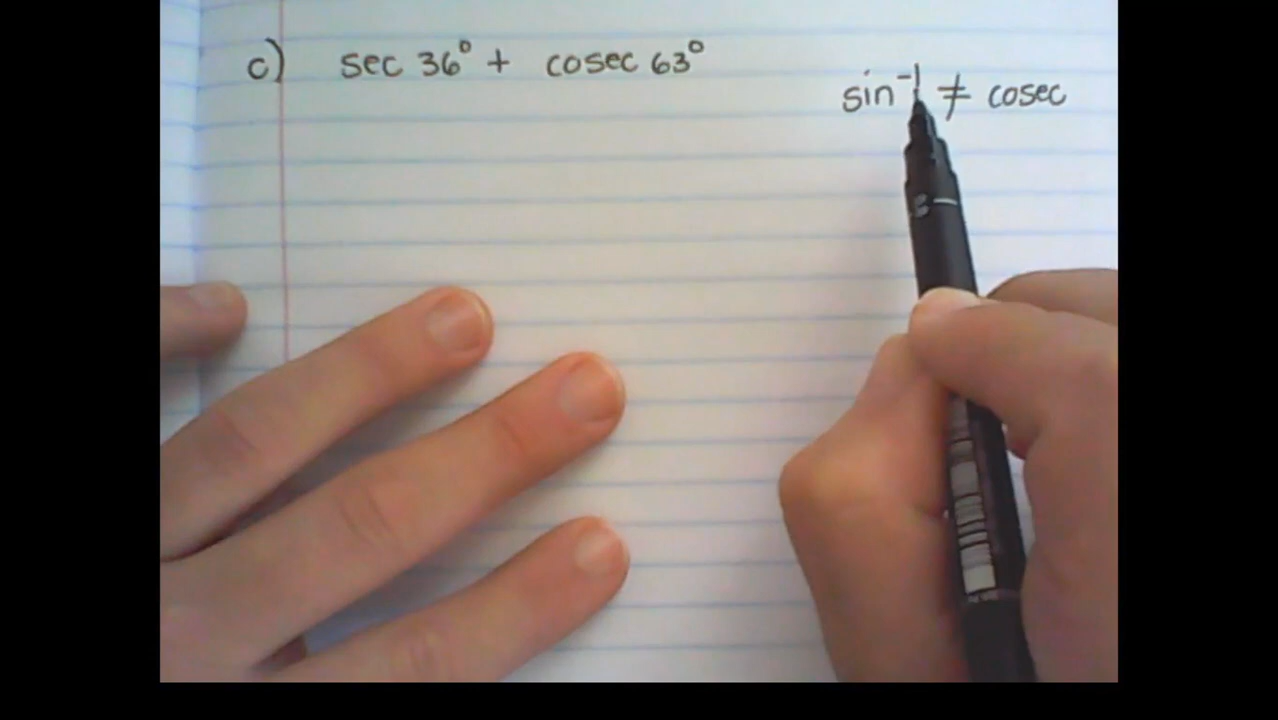 c) sec 36° + cosec 63°
sin⁻¹ ≠ cosec